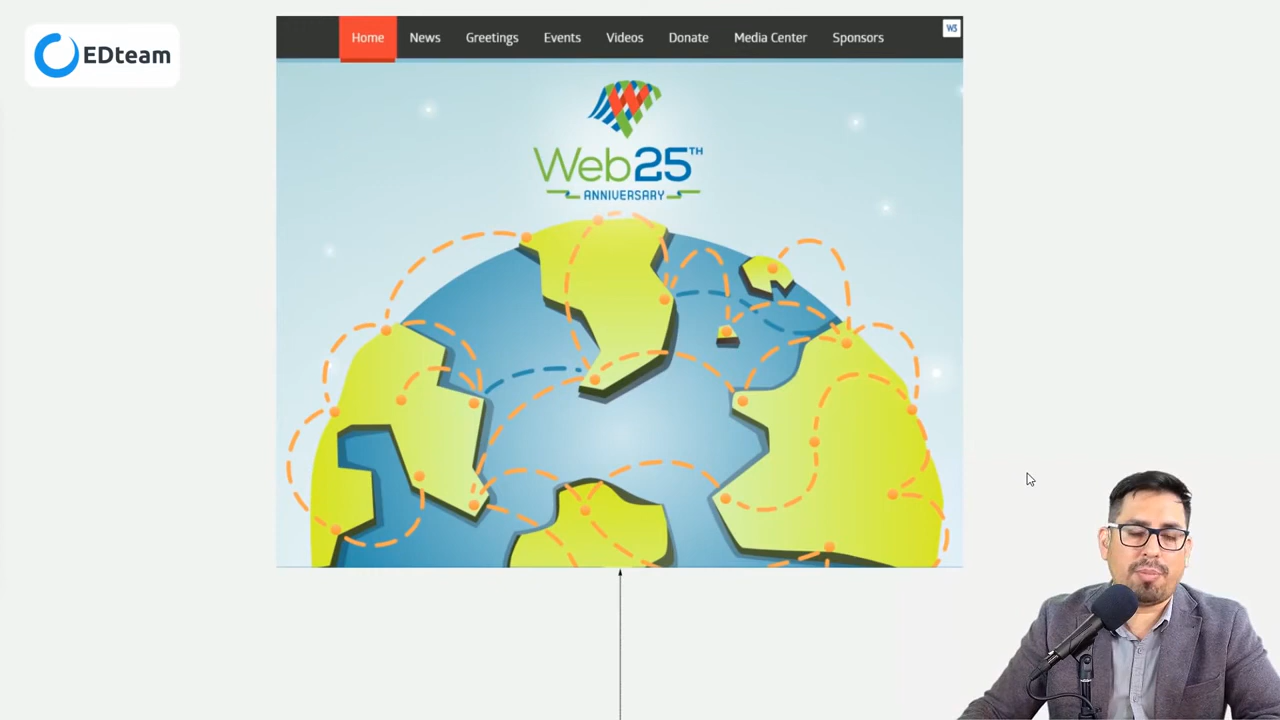 EDteam
Home News Greetings Events Videos Donate Media Center Sponsors
W3
Web25TH
ANNIVERSARY